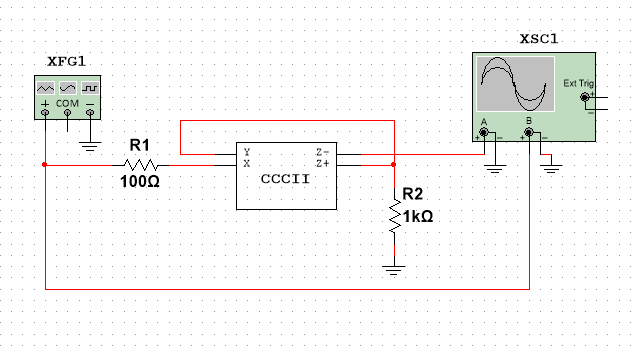 XFG1
XSC1
COM
+
−
Ext Trig
+
−
A
B
+
−
+
−
R1
100Ω
Y
X
Z-
Z+
CCCII
R2
1kΩ